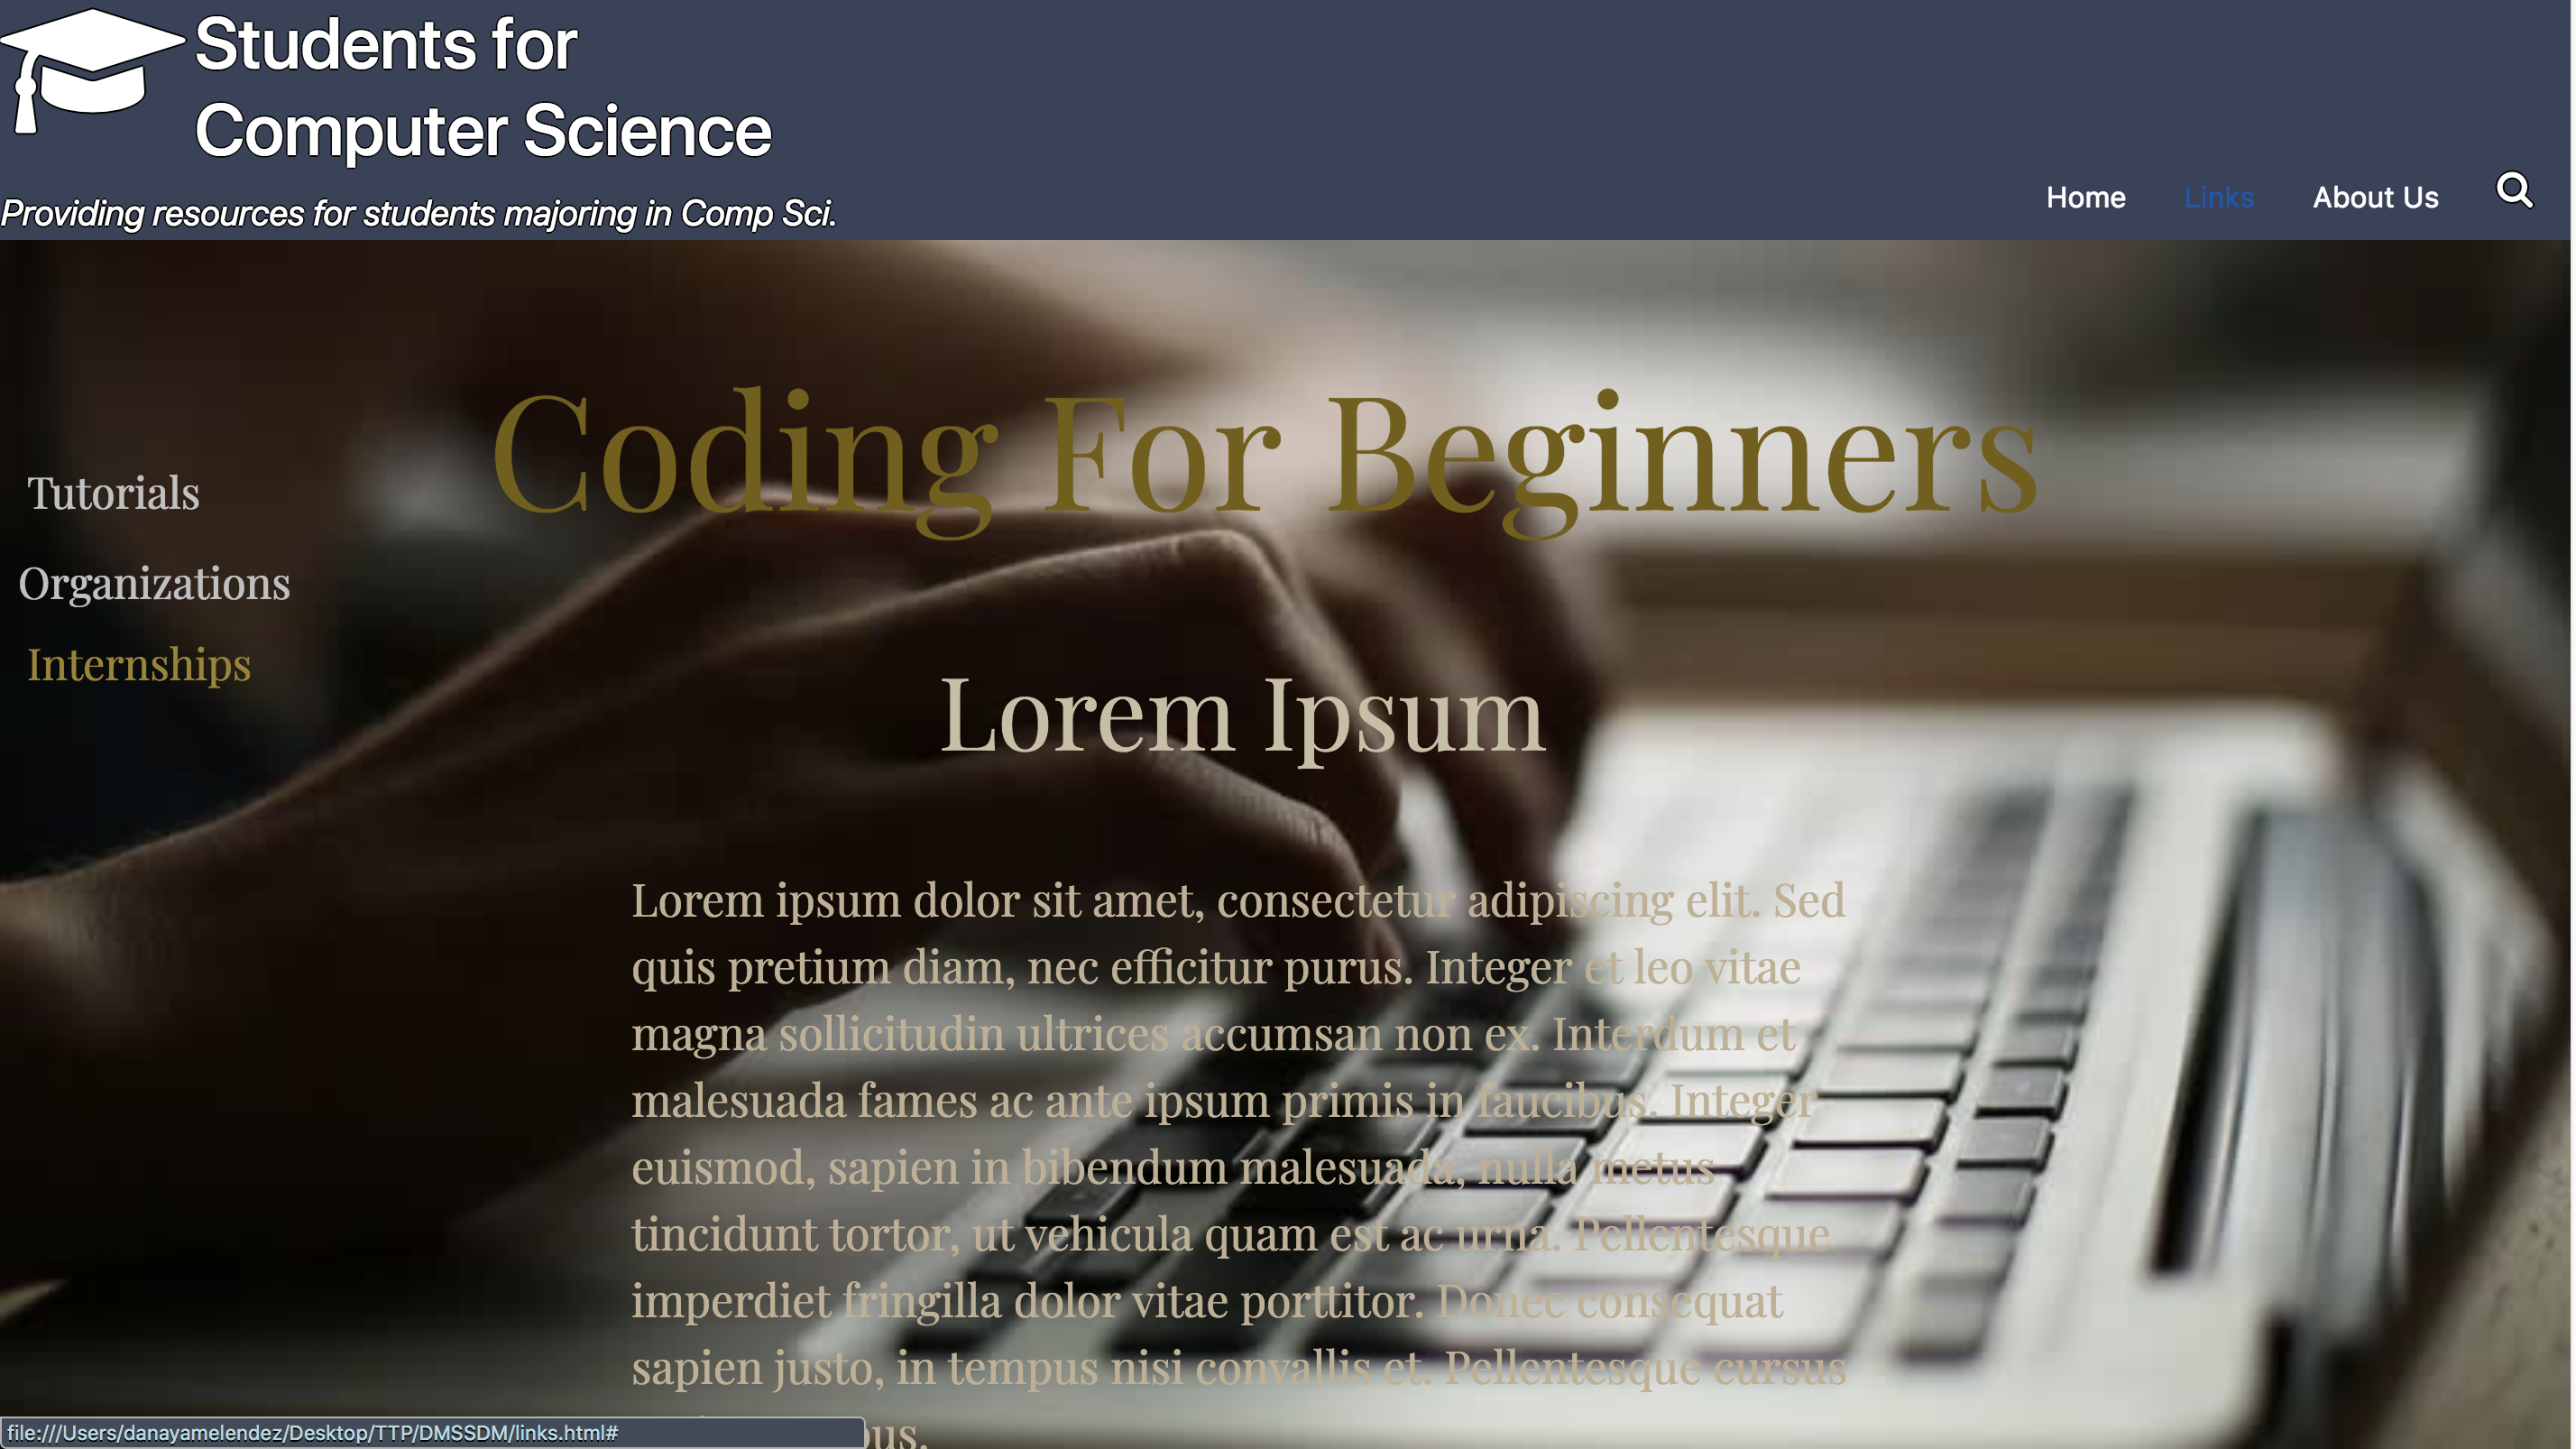 Students for
Computer Science
Providing resources for students majoring in Comp Sci.
Home Links About Us
Coding For Beginners
Tutorials
Organizations
Internships
Lorem Ipsum
Lorem ipsum dolor sit amet, consectetur adipiscing elit. Sed
quis pretium diam, nec efficitur purus. Integer et leo vitae
magna sollicitudin ultrices accumsan non ex. Interdum et
malesuada fames ac ante ipsum primis in faucibus. Integer
euismod, sapien in bibendum malesuada, nulla metus
tincidunt tortor, ut vehicula quam est ac urna. Pellentesque
imperdiet fringilla dolor vitae porttitor. Donec consequat
sapien justo, in tempus nisi convallis et. Pellentesque cursus
file:///Users/danayamelendez/Desktop/TTP/DMSSDM/links.html#